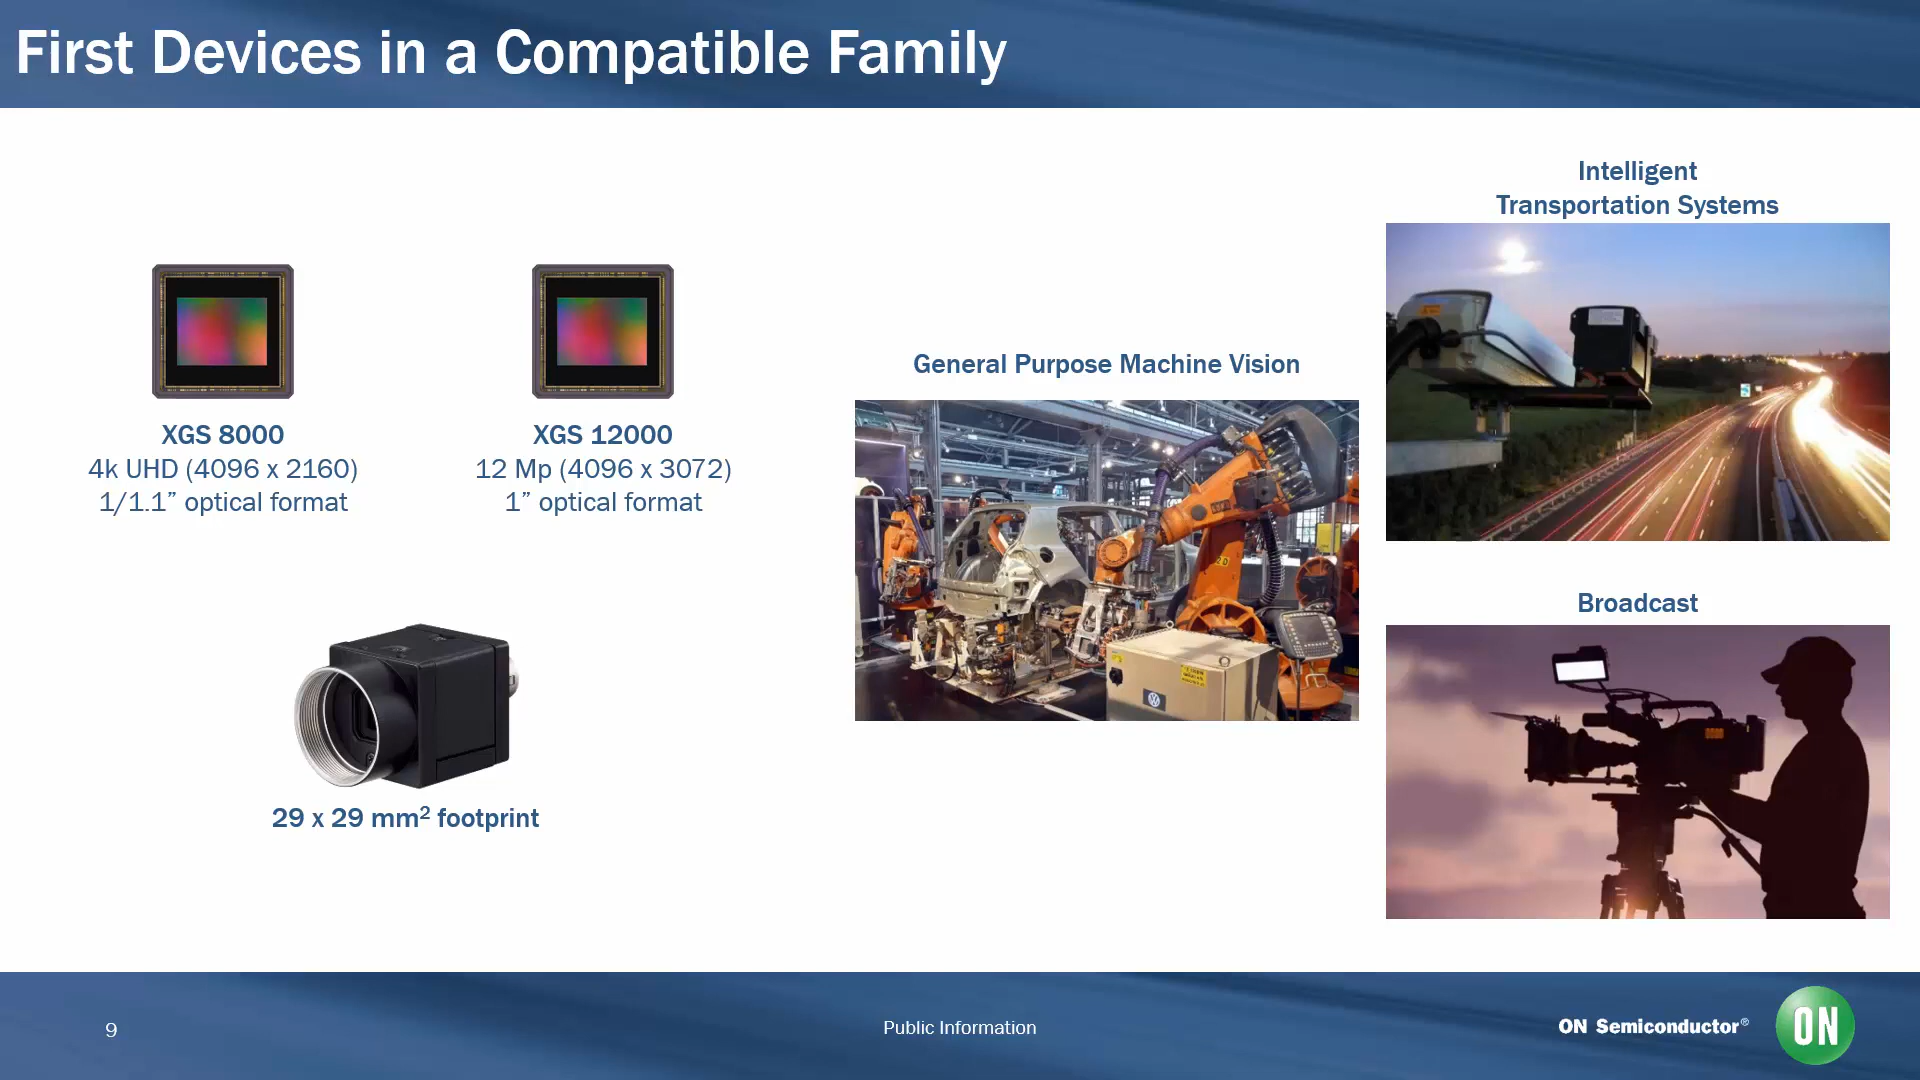 First Devices in a Compatible Family
XGS 8000
4k UHD (4096 x 2160)
1/1.1” optical format
XGS 12000
12 Mp (4096 x 3072)
1” optical format
29 x 29 mm² footprint
General Purpose Machine Vision
Intelligent
Transportation Systems
Broadcast
9
Public Information
ON Semiconductor®
ON